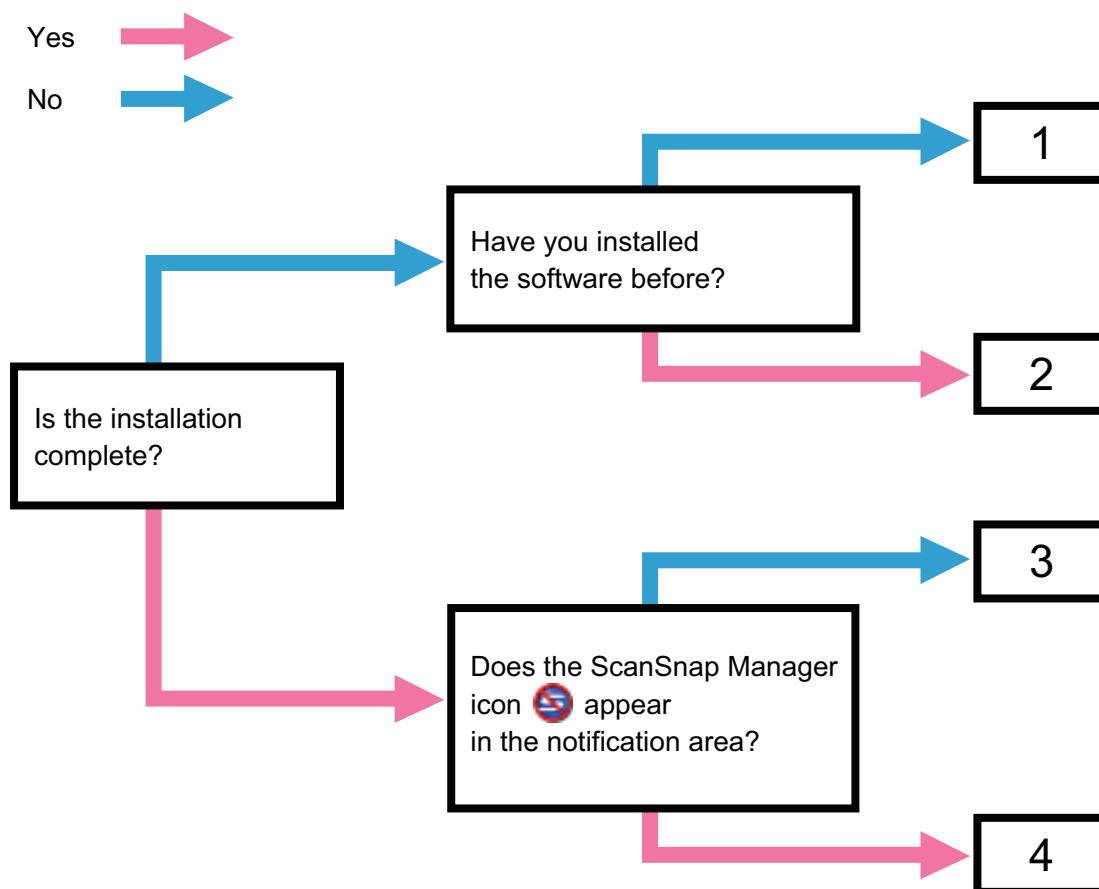 Yes
No
1
Have you installed
the software before?
2
Is the installation
complete?
3
Does the ScanSnap Manager
icon appear
in the notification area?
4